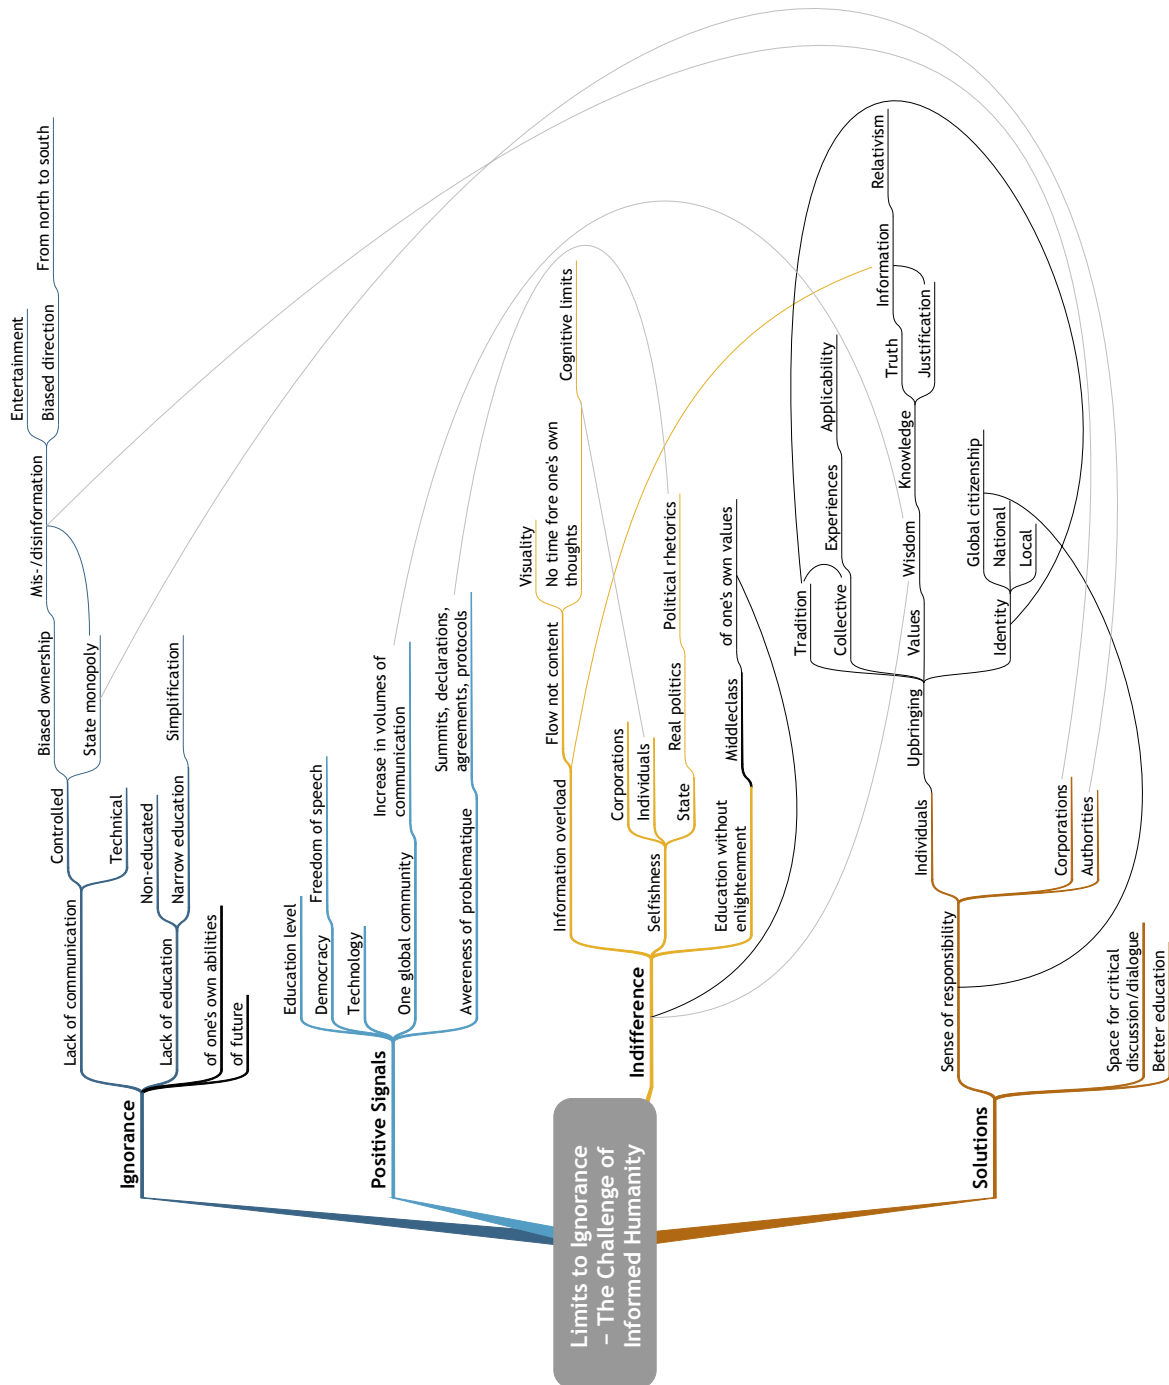 Limits to Ignorance
– The Challenge of
Informed Humanity
Ignorance
Lack of communication
Controlled
Biased ownership
Mis-/disinformation
Entertainment
Biased direction
From north to south
State monopoly
Technical
Lack of education
Non-educated
Narrow education
Simplification
of one's own abilities
of future
Positive Signals
Education level
Democracy
Freedom of speech
Technology
One global community
Increase in volumes of
communication
Awereness of problematique
Summits, declarations,
agreements, protocols
Indifference
Information overload
Flow not content
Visuality
No time fore one's own
thoughts
Cognitive limits
Selfishness
Corporations
Individuals
State
Real politics
Political rhetorics
Education without
enlightenment
Middleclass
of one's own values
Solutions
Sense of responsibility
Individuals
Upbringing
Tradition
Collective
Experiences
Applicability
Values
Wisdom
Knowledge
Truth
Information
Relativism
Justification
Identity
Global citizenship
National
Local
Corporations
Authorities
Space for critical
discussion/dialogue
Better education